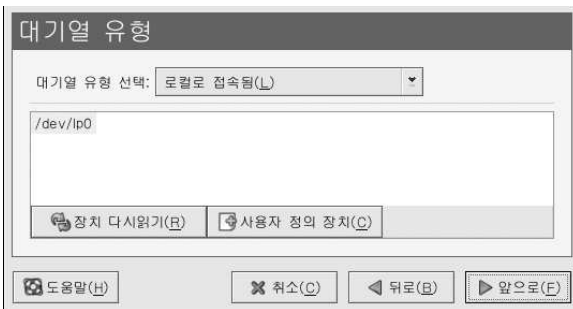 대기열 유형
대기열 유형 선택: 로컬로 접속됨(L)
/dev/lp0
장치 다시읽기(R) 사용자 정의 장치(C)
도움말(H) 취소(C) 뒤로(B) 앞으로(F)